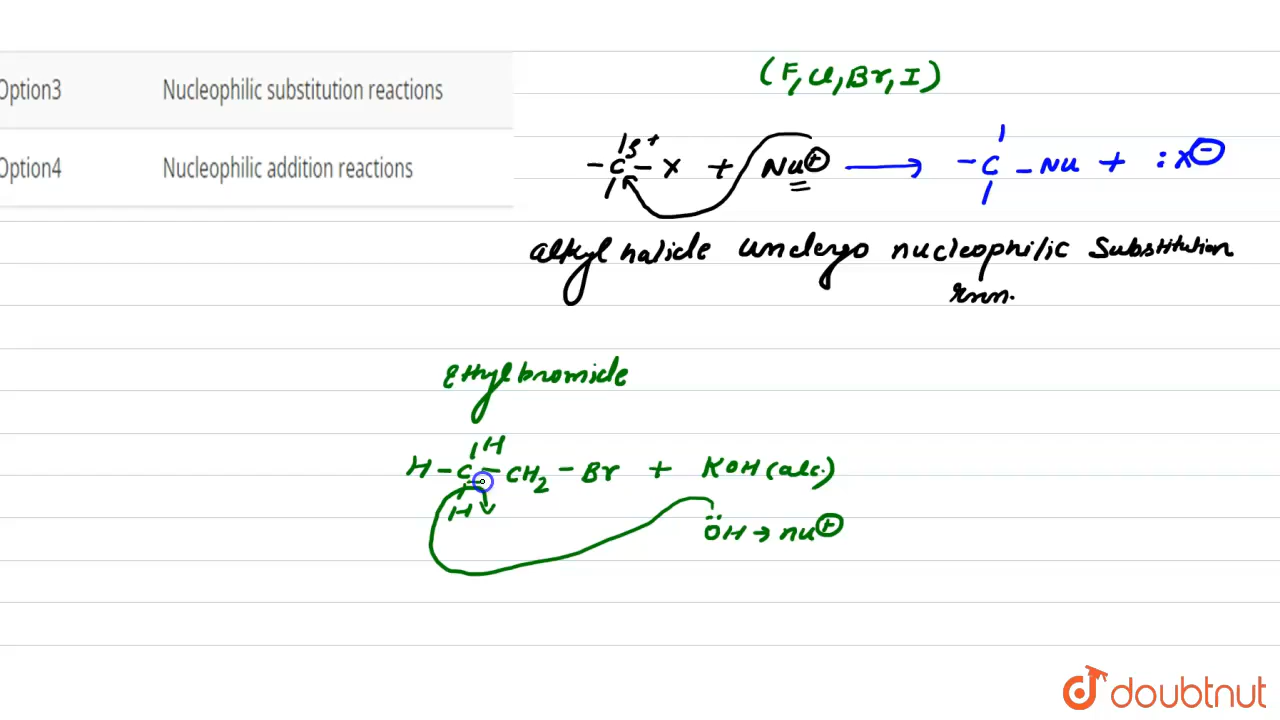 Option3 Nucleophilic substitution reactions
Option4 Nucleophilic addition reactions
(F, Cl, Br, I)
-C-X + Nu⊕ → -C-Nu + :X⊖
δ+
alkyl halide undergo nucleophilic Substitution
rxn.
Ethyl bromide
H
H-C-CH2-Br + KOH(alc.)
H
ÖH → nu⊕
doubtnut